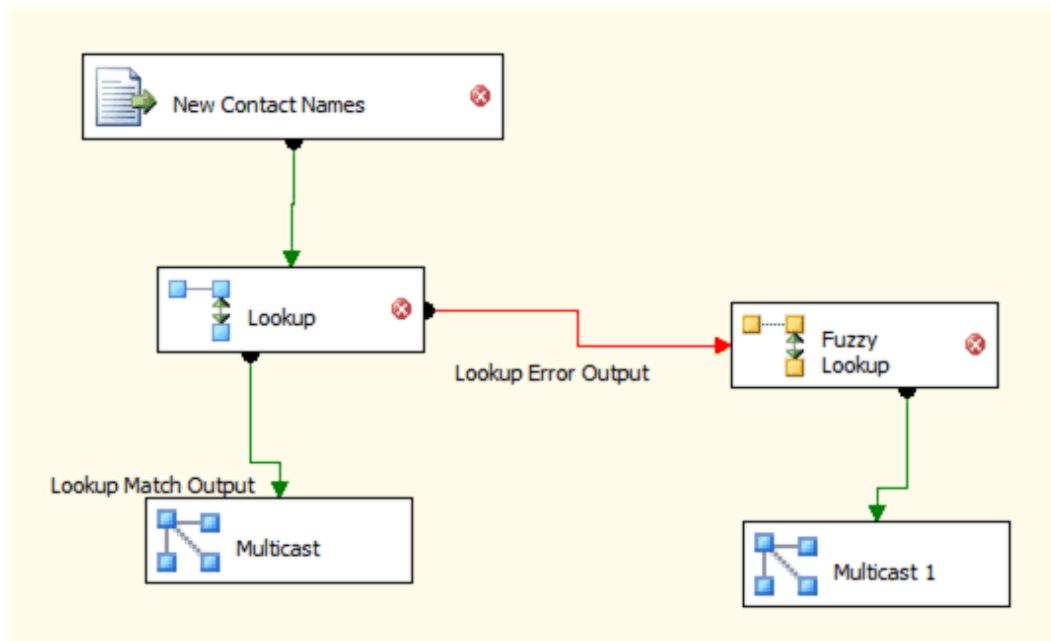 New Contact Names
Lookup
Lookup Error Output
Fuzzy
Lookup
Lookup Match Output
Multicast
Multicast 1